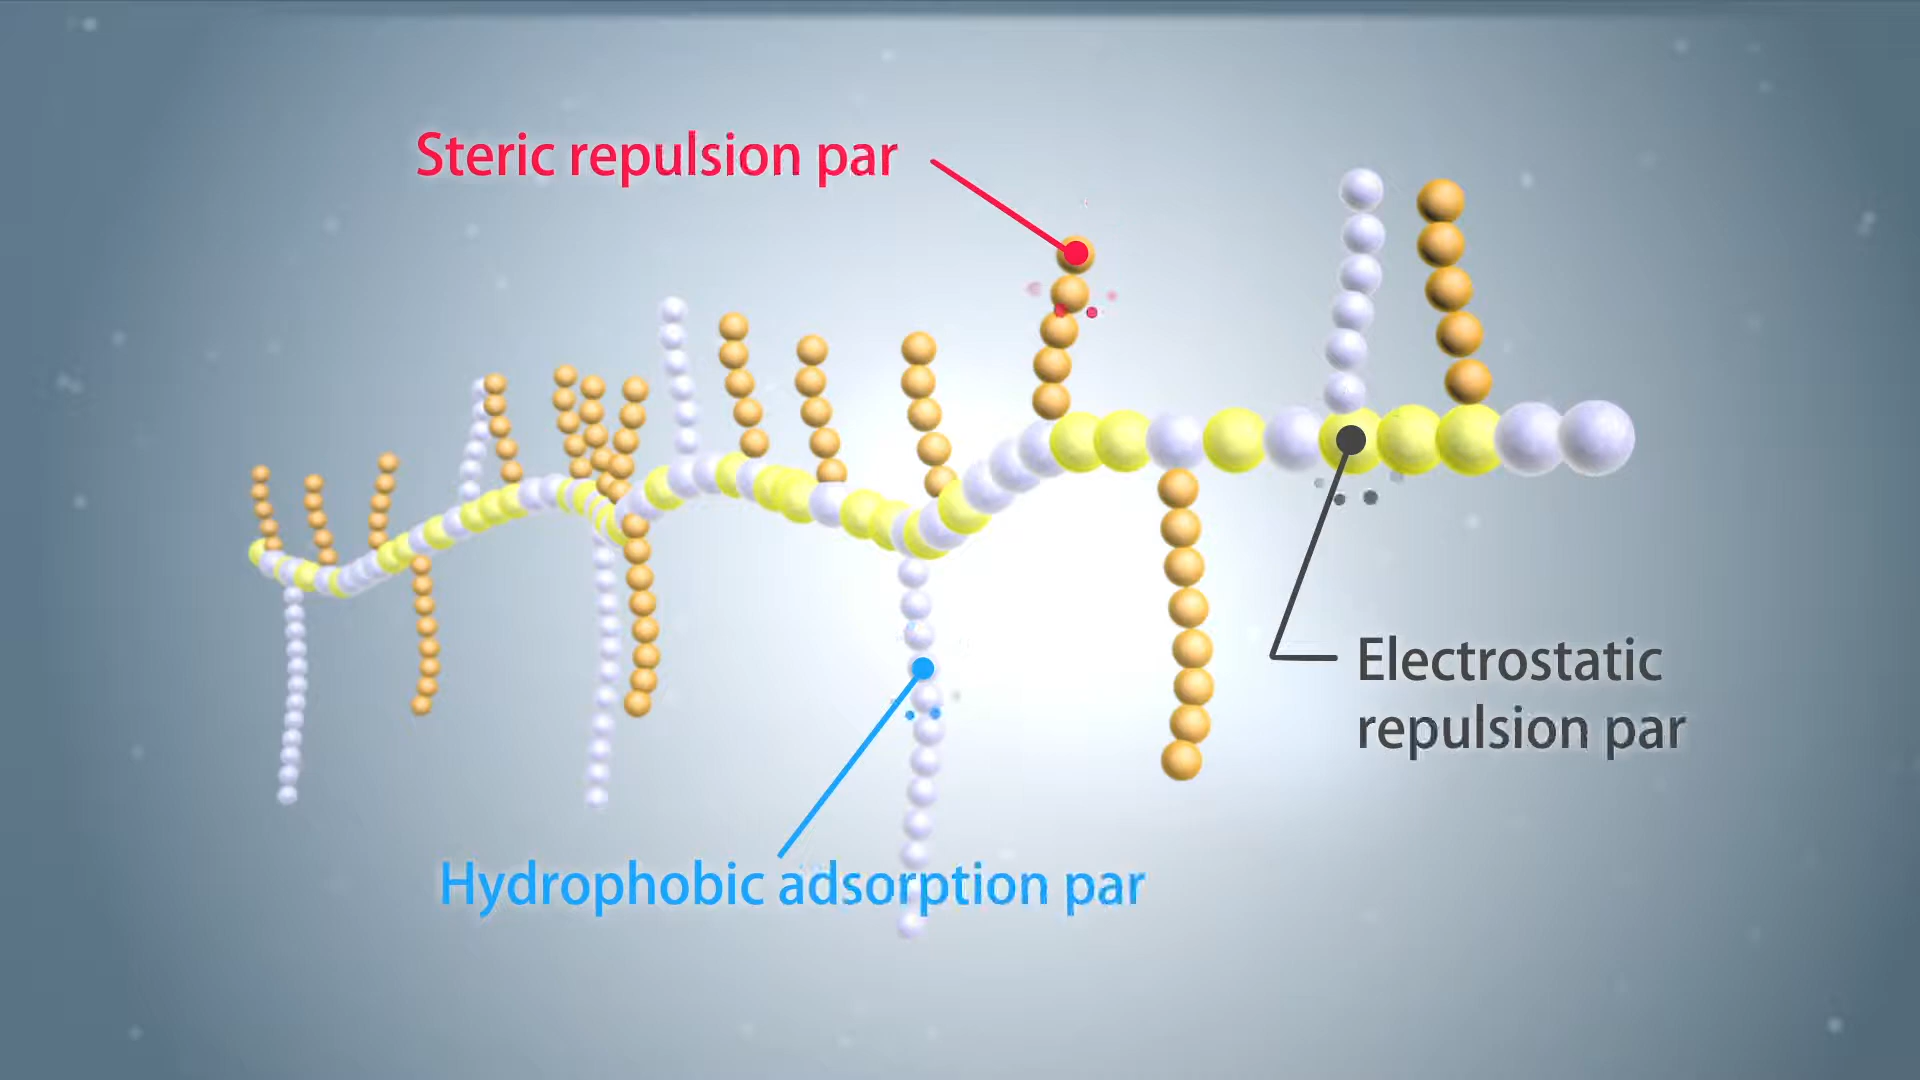 Steric repulsion par
Electrostatic
repulsion par
Hydrophobic adsorption par